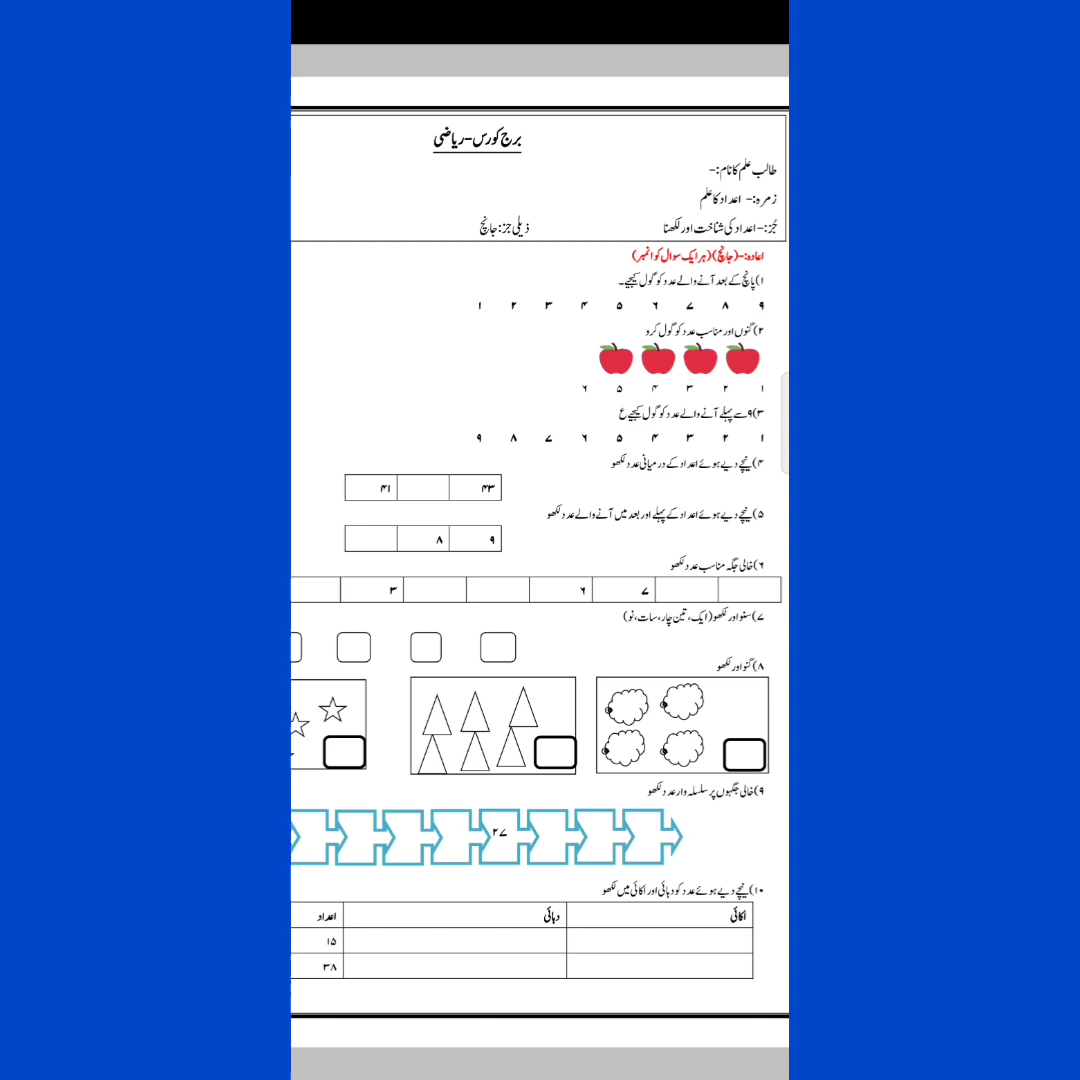 برج کورس-ریاضی
طالب علم کا نام:-
زمرہ:- اعداد کا علم
جُز:- اعداد کی شناخت اور لکھنا ذیلی جز: جانچ
اعادہ:-(جانچ)(ہر ایک سوال کو ا نمبر)
۱)پانچ کے بعد آنے والے عدد کو گول کیجیے۔
۱ ۲ ۳ ۴ ۵ ۶ ۷ ۸ ۹
۲)گنوں اور مناسب عدد کو گول کرو
۶ ۵ ۴ ۳ ۲ ۱
۳)۹ سے پہلے آنے والے عدد کو گول کیجیے ع
۹ ۸ ۷ ۶ ۵ ۴ ۳ ۲ ۱
۴)نیچے دیے ہوئے اعداد کے درمیانی عدد لکھو
۴۱ ۴۳
۵)نیچے دیے ہوئے اعداد کے پہلے اور بعد میں آنے والے عدد لکھو
۸ ۹
۶)خالی جگہ مناسب عدد لکھو
۳ ۶ ۷
۷)سنو اور لکھو(ایک، تین چار، سات، نو)
۸)گنو اور لکھو
۹)خالی جگہوں پر سلسلہ وار عدد لکھو
۲۷
۱۰)نیچے دیے ہوئے عدد کو دہائی اور اکائی میں لکھو
اکائی دہائی اعداد
۱۵
۳۸